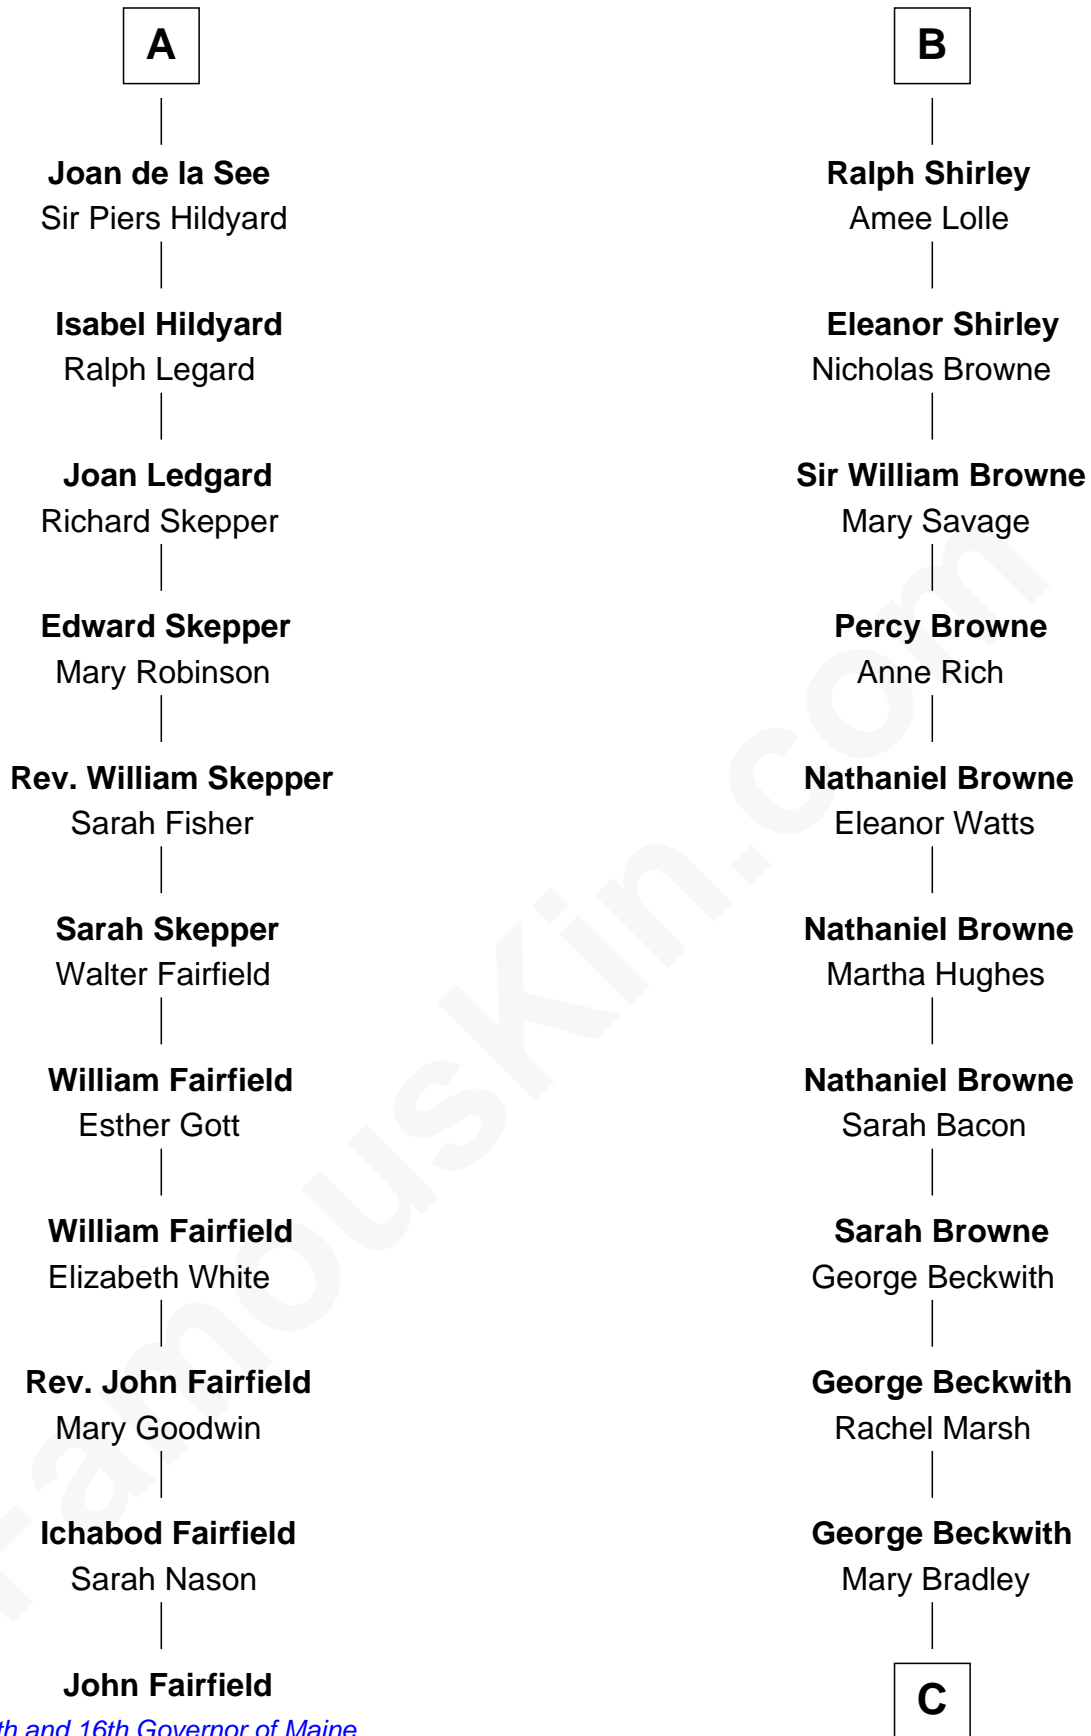 A
Joan de la See
Sir Piers Hildyard
Isabel Hildyard
Ralph Legard
Joan Ledgard
Richard Skepper
Edward Skepper
Mary Robinson
Rev. William Skepper
Sarah Fisher
Sarah Skepper
Walter Fairfield
William Fairfield
Esther Gott
William Fairfield
Elizabeth White
Rev. John Fairfield
Mary Goodwin
Ichabod Fairfield
Sarah Nason
John Fairfield
th and 16th Governor of Maine
B
Ralph Shirley
Amee Lolle
Eleanor Shirley
Nicholas Browne
Sir William Browne
Mary Savage
Percy Browne
Anne Rich
Nathaniel Browne
Eleanor Watts
Nathaniel Browne
Martha Hughes
Nathaniel Browne
Sarah Bacon
Sarah Browne
George Beckwith
George Beckwith
Rachel Marsh
George Beckwith
Mary Bradley
C
FamousKin.com